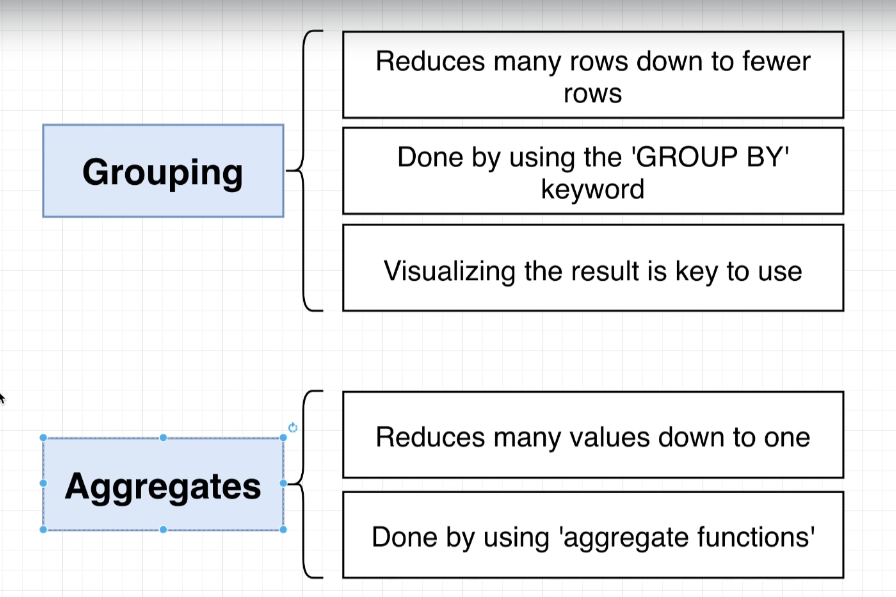 Grouping
Reduces many rows down to fewer
rows
Done by using the 'GROUP BY'
keyword
Visualizing the result is key to use
Aggregates
Reduces many values down to one
Done by using 'aggregate functions'